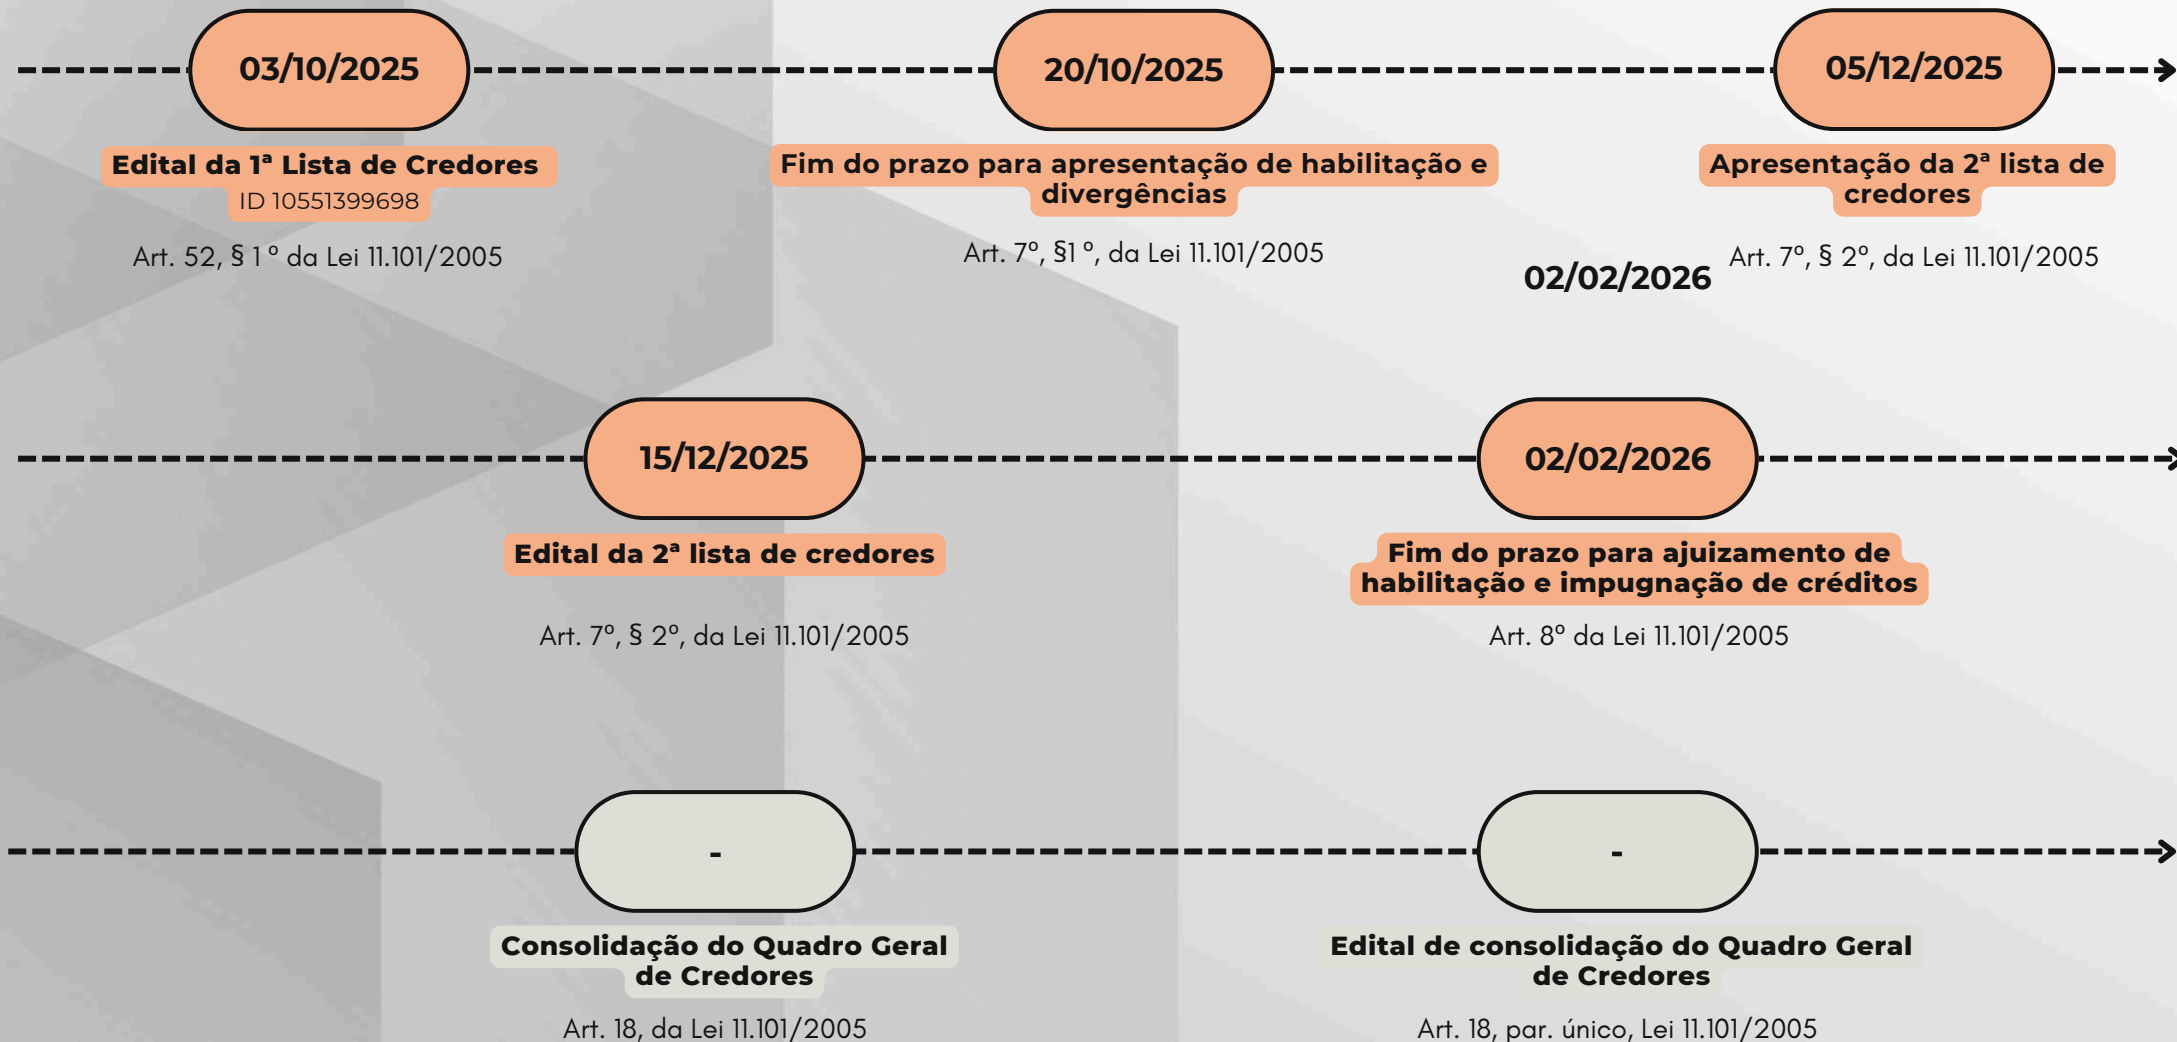 03/10/2025
Edital da 1ª Lista de Credores
ID 10551399698
Art. 52, § 1 º da Lei 11.101/2005
20/10/2025
Fim do prazo para apresentação de habilitação e
divergências
Art. 7º, §1 º, da Lei 11.101/2005
05/12/2025
Apresentação da 2ª lista de
credores
Art. 7º, § 2º, da Lei 11.101/2005
02/02/2026
15/12/2025
Edital da 2ª lista de credores
Art. 7º, § 2º, da Lei 11.101/2005
02/02/2026
Fim do prazo para ajuizamento de
habilitação e impugnação de créditos
Art. 8º da Lei 11.101/2005
-
Consolidação do Quadro Geral
de Credores
Art. 18, da Lei 11.101/2005
-
Edital de consolidação do Quadro Geral
de Credores
Art. 18, par. único, Lei 11.101/2005